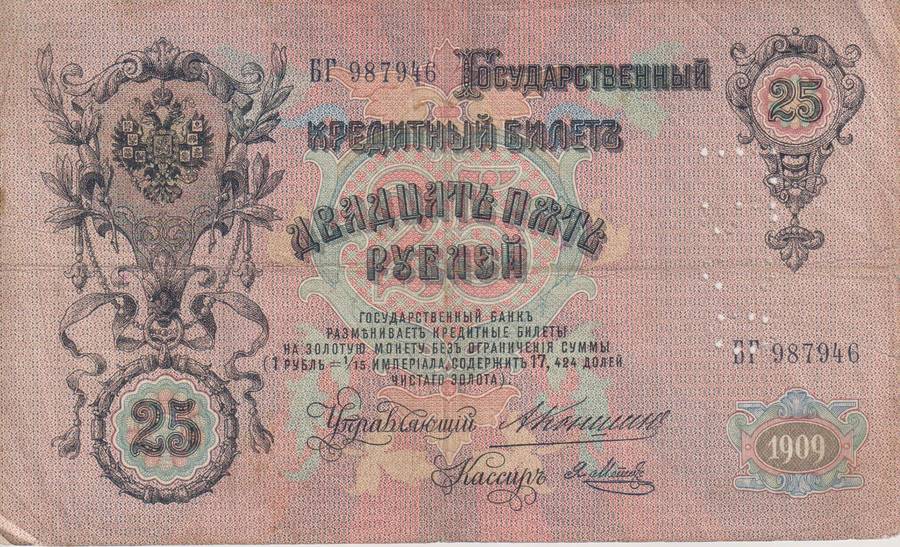 БГ 987946 Государственный
25
Кредитный Билетъ
Двадцать пять
рублей
ГОСУДАРСТВЕННЫЙ БАНКЪ
РАЗМѢНИВАЕТЪ КРЕДИТНЫЕ БИЛЕТЫ
НА ЗОЛОТУЮ МОНЕТУ БЕЗЪ ОГРАНИЧЕНІЯ СУММЫ
(1 РУБЛЬ = 1/15 ИМПЕРІАЛА, СОДЕРЖИТЪ 17, 424 ДОЛЕЙ
ЧИСТАГО ЗОЛОТА).
БГ 987946
25
Управляющій А Коншинъ
Кассиръ
1909